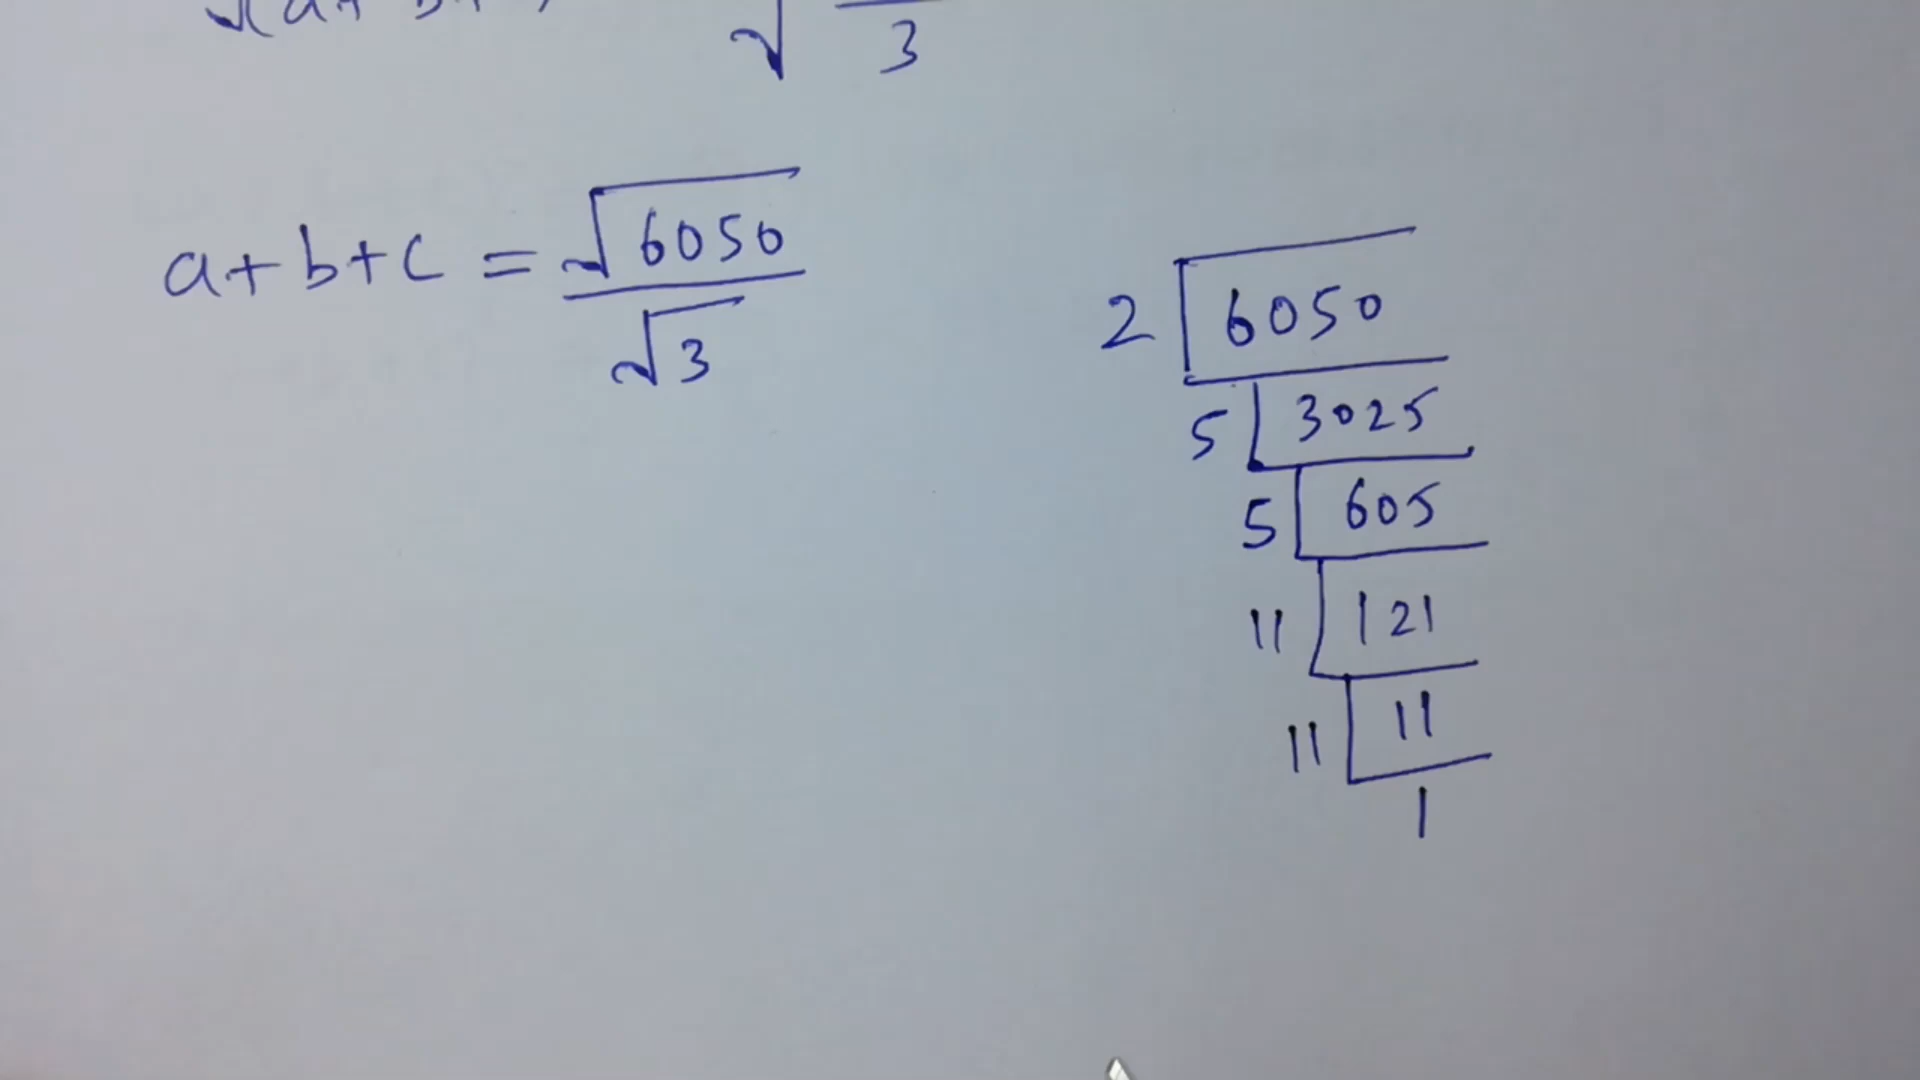 3
a+b+c = √6050 / √3
2 | 6050
5 | 3025
5 | 605
11 | 121
11 | 11
1